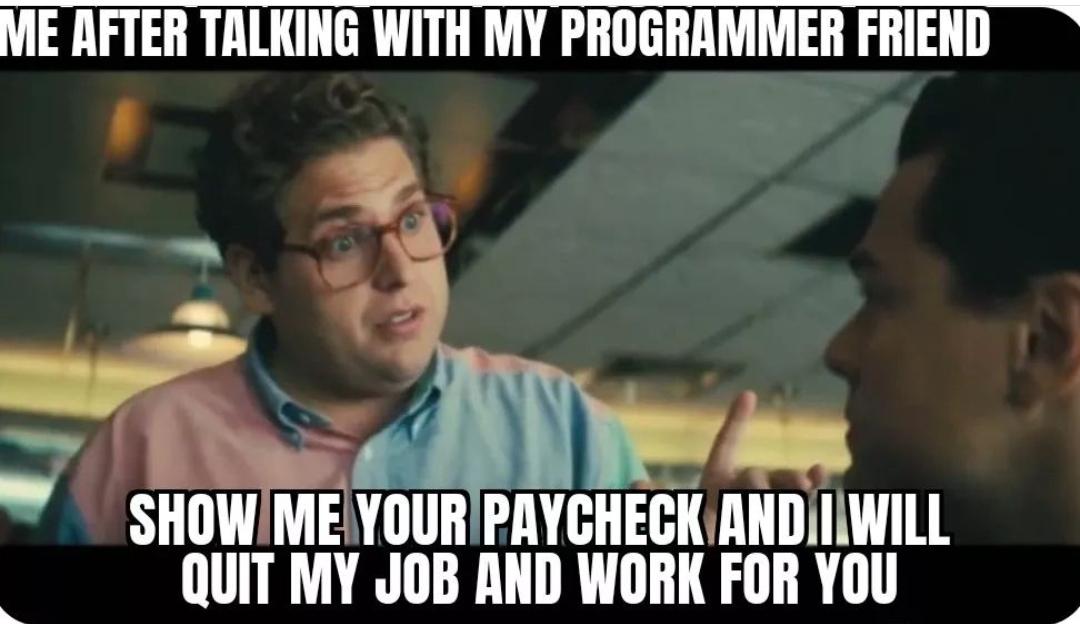 ME AFTER TALKING WITH MY PROGRAMMER FRIEND
SHOW ME YOUR PAYCHECK AND I WILL
QUIT MY JOB AND WORK FOR YOU